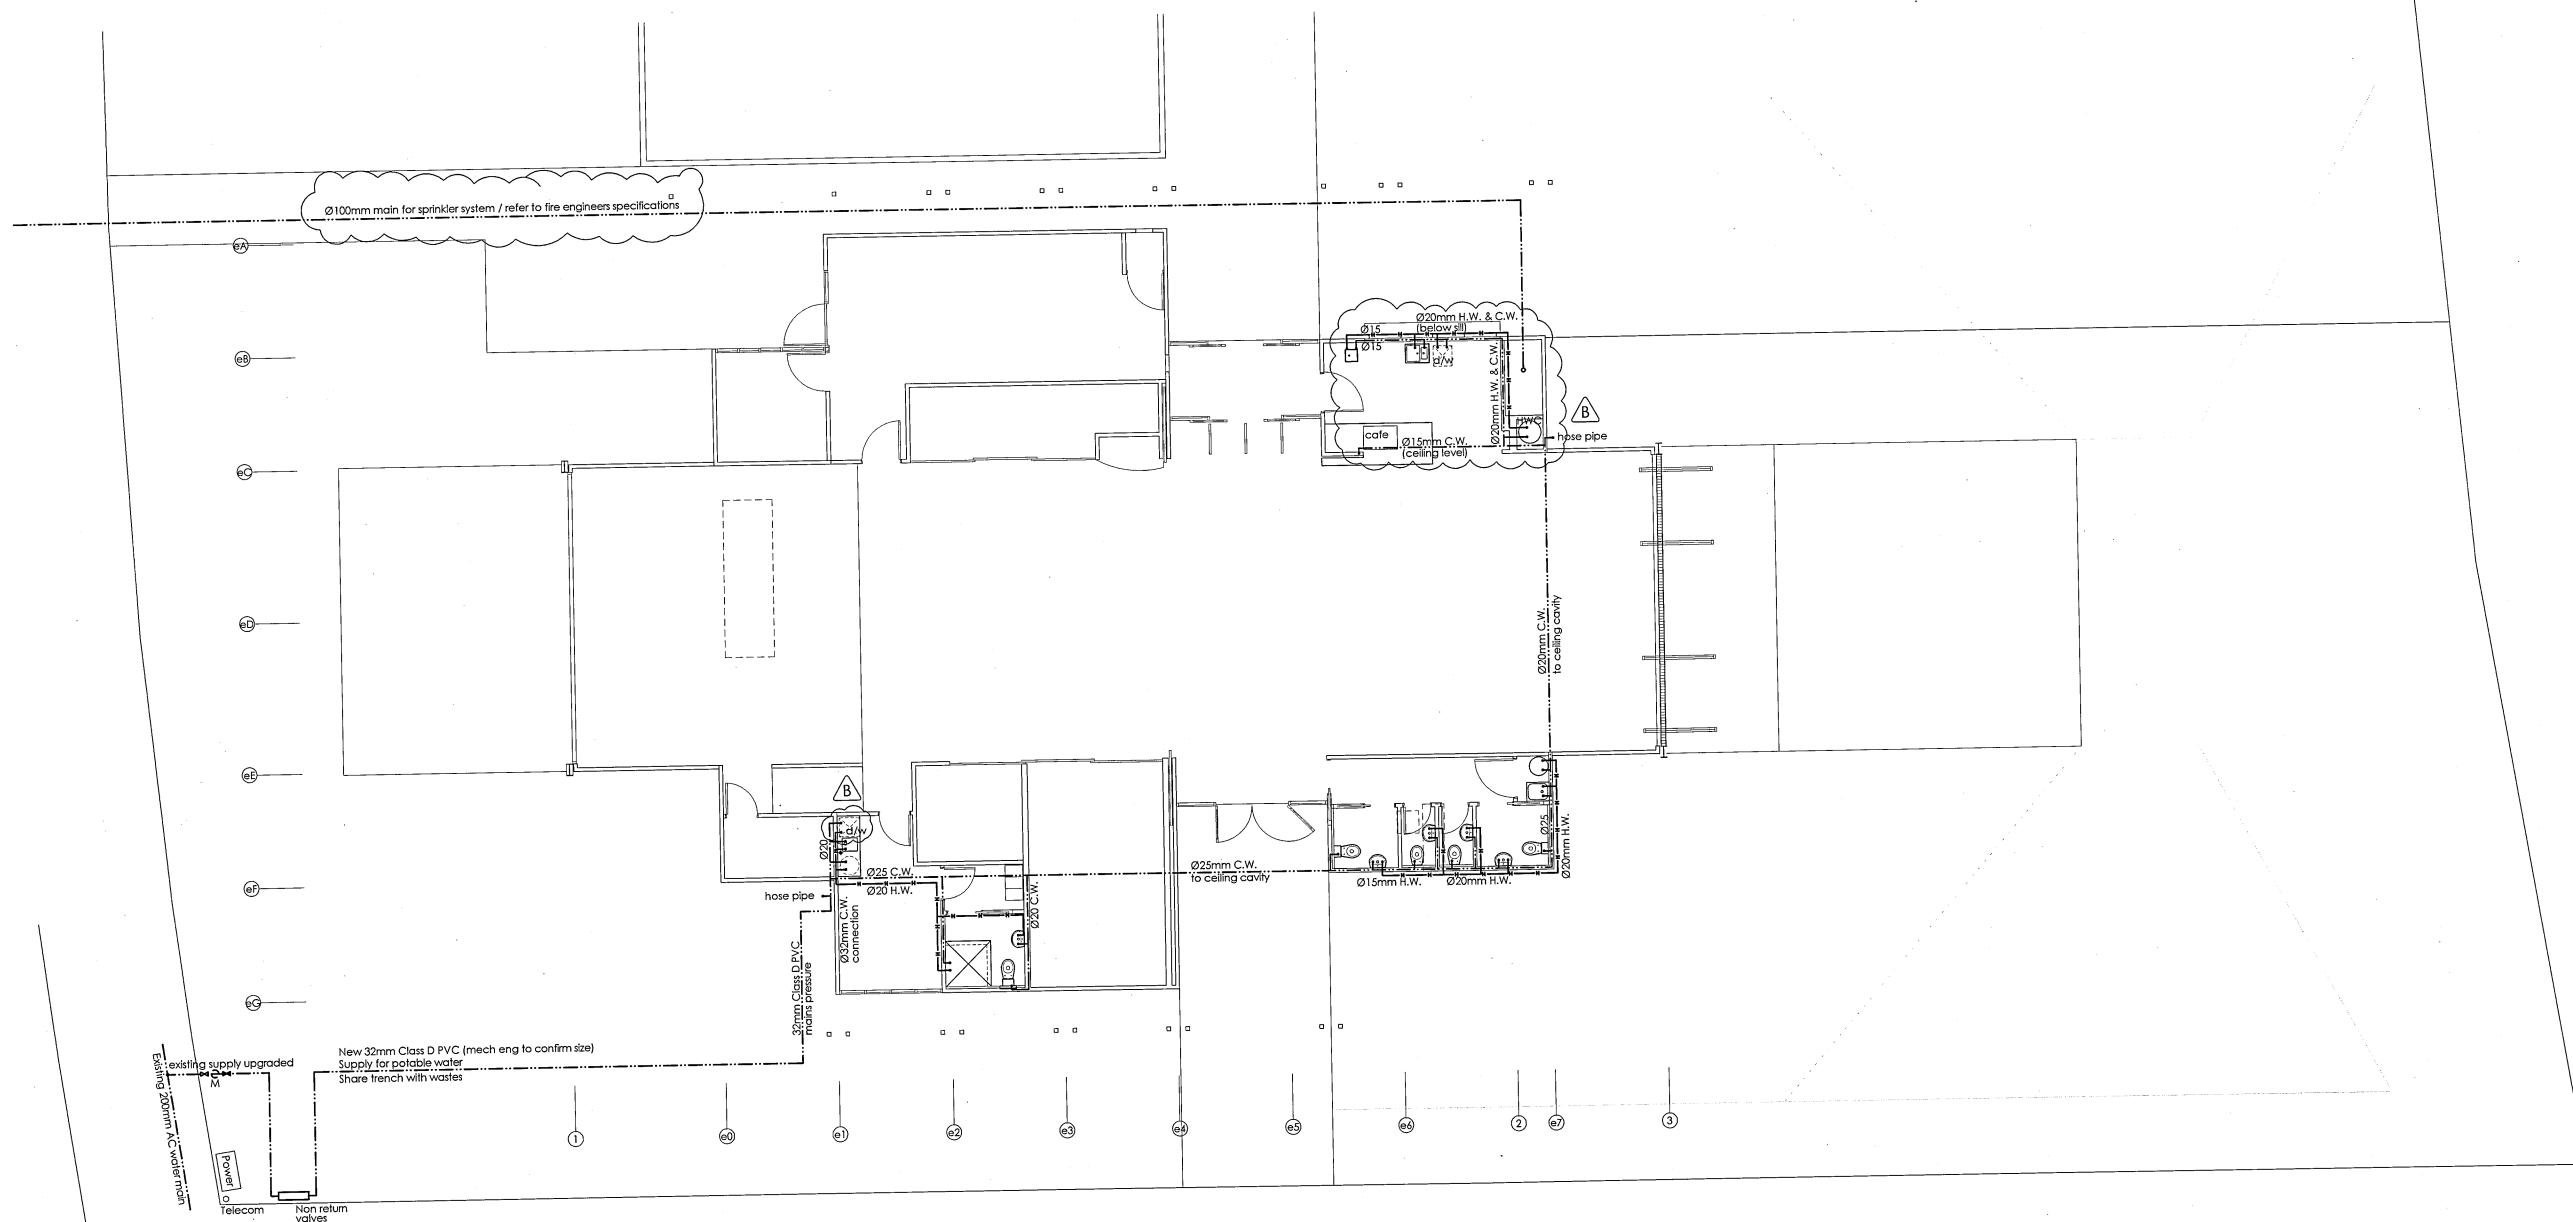 Ø100mm main for sprinkler system / refer to fire engineers specifications
eA
eB
eC
eD
eE
eF
eG
Ø20mm H.W. & C.W.
(below sill)
Ø15
Ø15
d/w
Ø20mm H.W. & C.W.
HWC
B
hose pipe
cafe
Ø15mm C.W.
(ceiling level)
Ø20mm C.W.
to ceiling cavity
B
d/w
Ø20
Ø25 C.W.
Ø20 H.W.
hose pipe
Ø32mm C.W.
connection
Ø20 C.W.
32mm Class D PVC
mains pressure
Ø25mm C.W.
to ceiling cavity
Ø25
Ø20mm H.W.
Ø15mm H.W.
Ø20mm H.W.
New 32mm Class D PVC (mech eng to confirm size)
Supply for potable water
Share trench with wastes
existing supply upgraded
M
Existing 200mm AC water main
Power
Telecom
Non return
valves
1
e0
e1
e2
e3
e4
e5
e6
2
e7
3